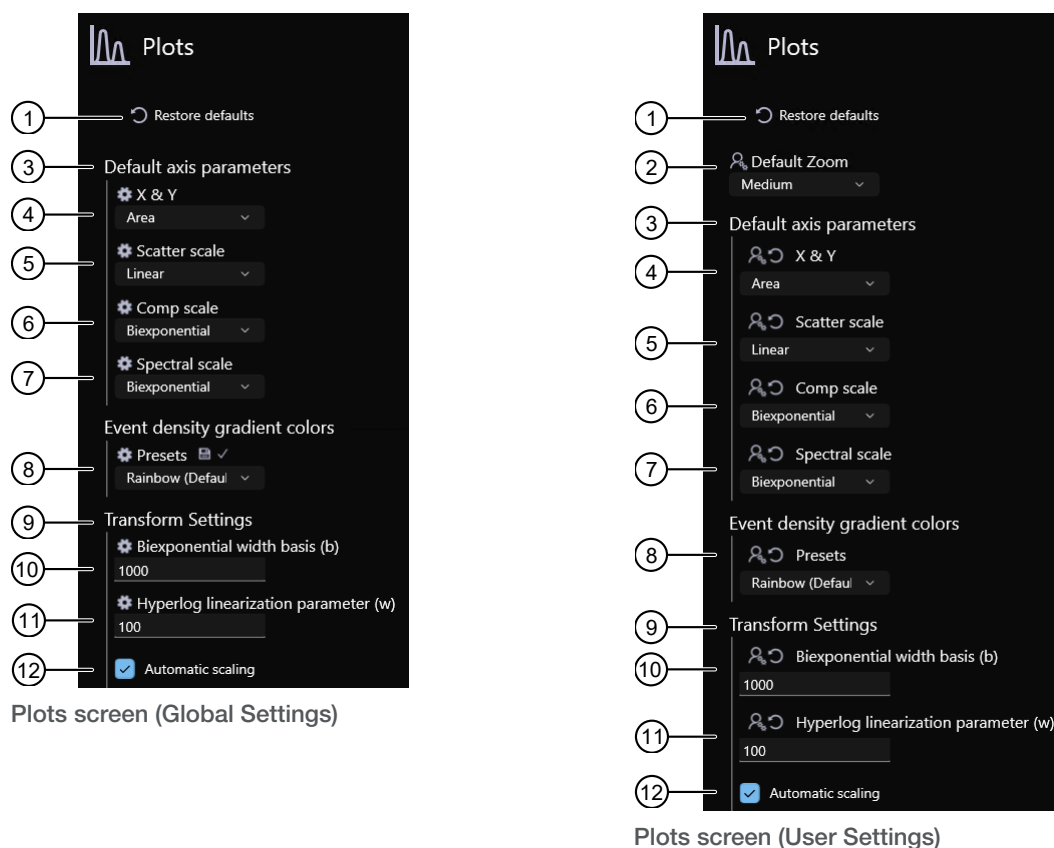 Plots
1 Restore defaults
3 Default axis parameters
X & Y
4 Area
Scatter scale
5 Linear
Comp scale
6 Biexponential
Spectral scale
7 Biexponential
Event density gradient colors
Presets
8 Rainbow (Defaul
9 Transform Settings
Biexponential width basis (b)
10 1000
Hyperlog linearization parameter (w)
11 100
12 Automatic scaling
Plots screen (Global Settings)
Plots
1 Restore defaults
2 Default Zoom
Medium
3 Default axis parameters
X & Y
4 Area
Scatter scale
5 Linear
Comp scale
6 Biexponential
Spectral scale
7 Biexponential
Event density gradient colors
8 Presets
Rainbow (Defaul
9 Transform Settings
Biexponential width basis (b)
10 1000
Hyperlog linearization parameter (w)
11 100
12 Automatic scaling
Plots screen (User Settings)